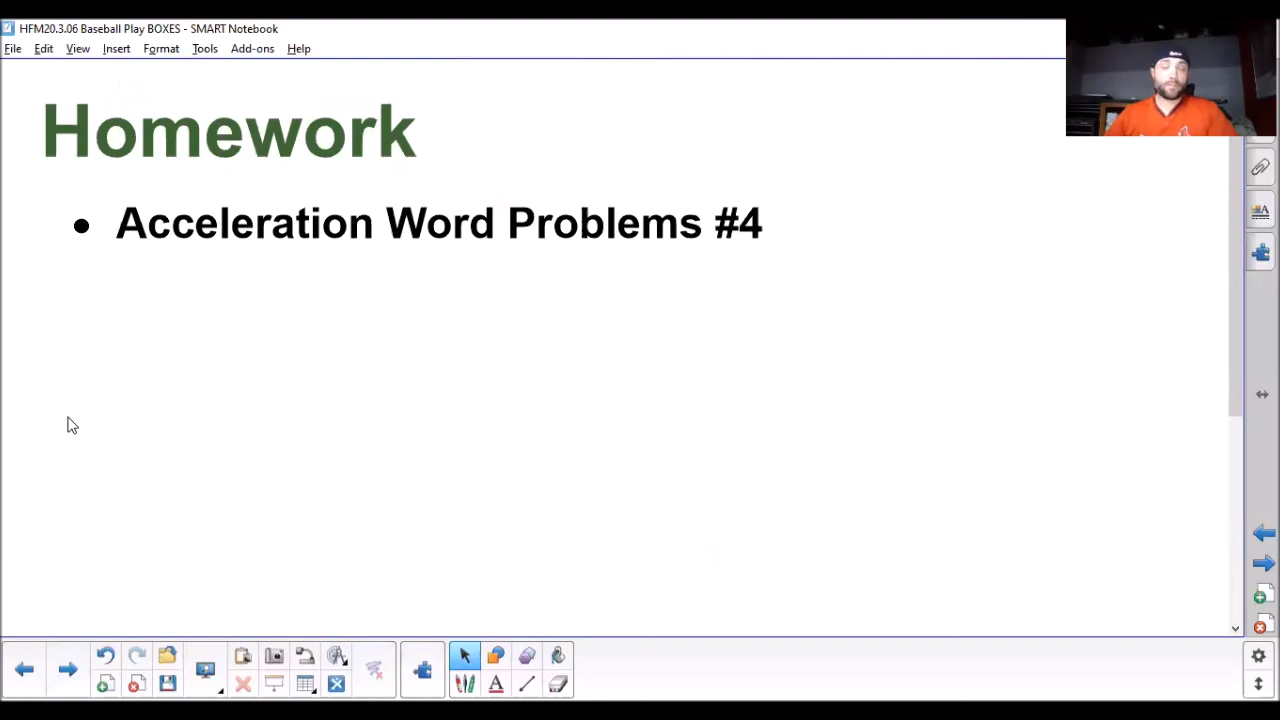 HFM20.3.06 Baseball Play BOXES - SMART Notebook
File Edit View Insert Format Tools Add-ons Help
Homework
• Acceleration Word Problems #4